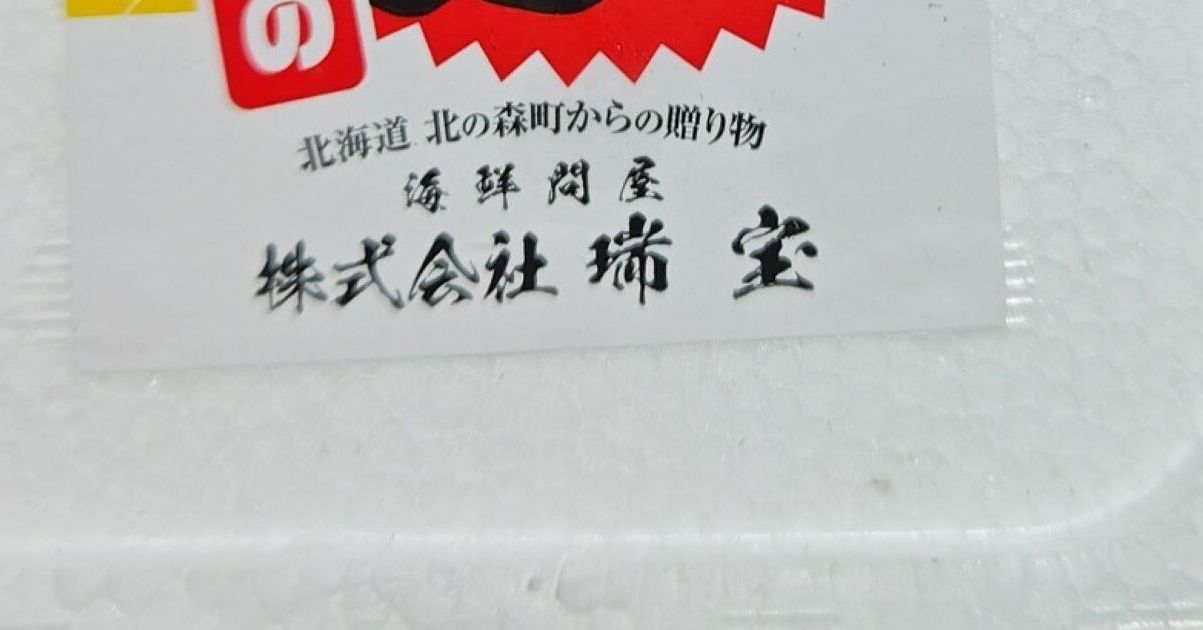 の
北海道 北の森町からの贈り物
海鮮問屋
株式会社 瑞宝